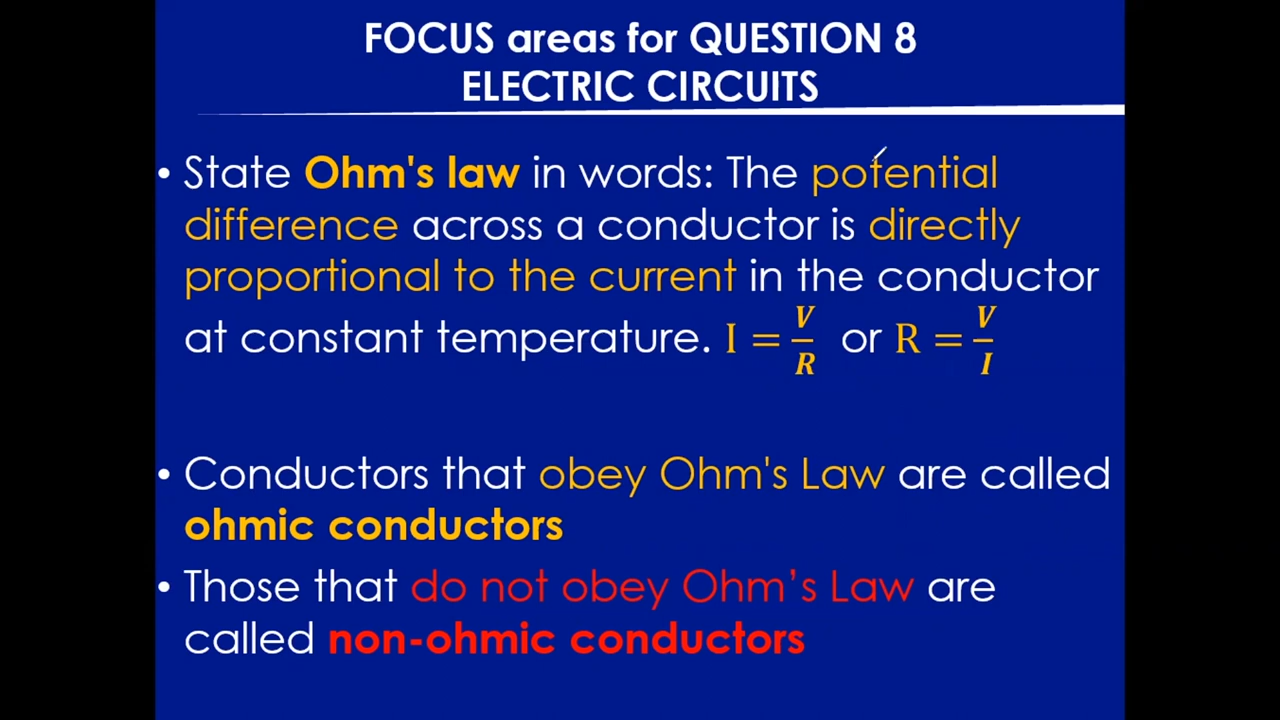 FOCUS areas for QUESTION 8
ELECTRIC CIRCUITS
• State Ohm's law in words: The potential
difference across a conductor is directly
proportional to the current in the conductor
at constant temperature. I = V/R or R = V/I
• Conductors that obey Ohm's Law are called
ohmic conductors
• Those that do not obey Ohm’s Law are
called non-ohmic conductors